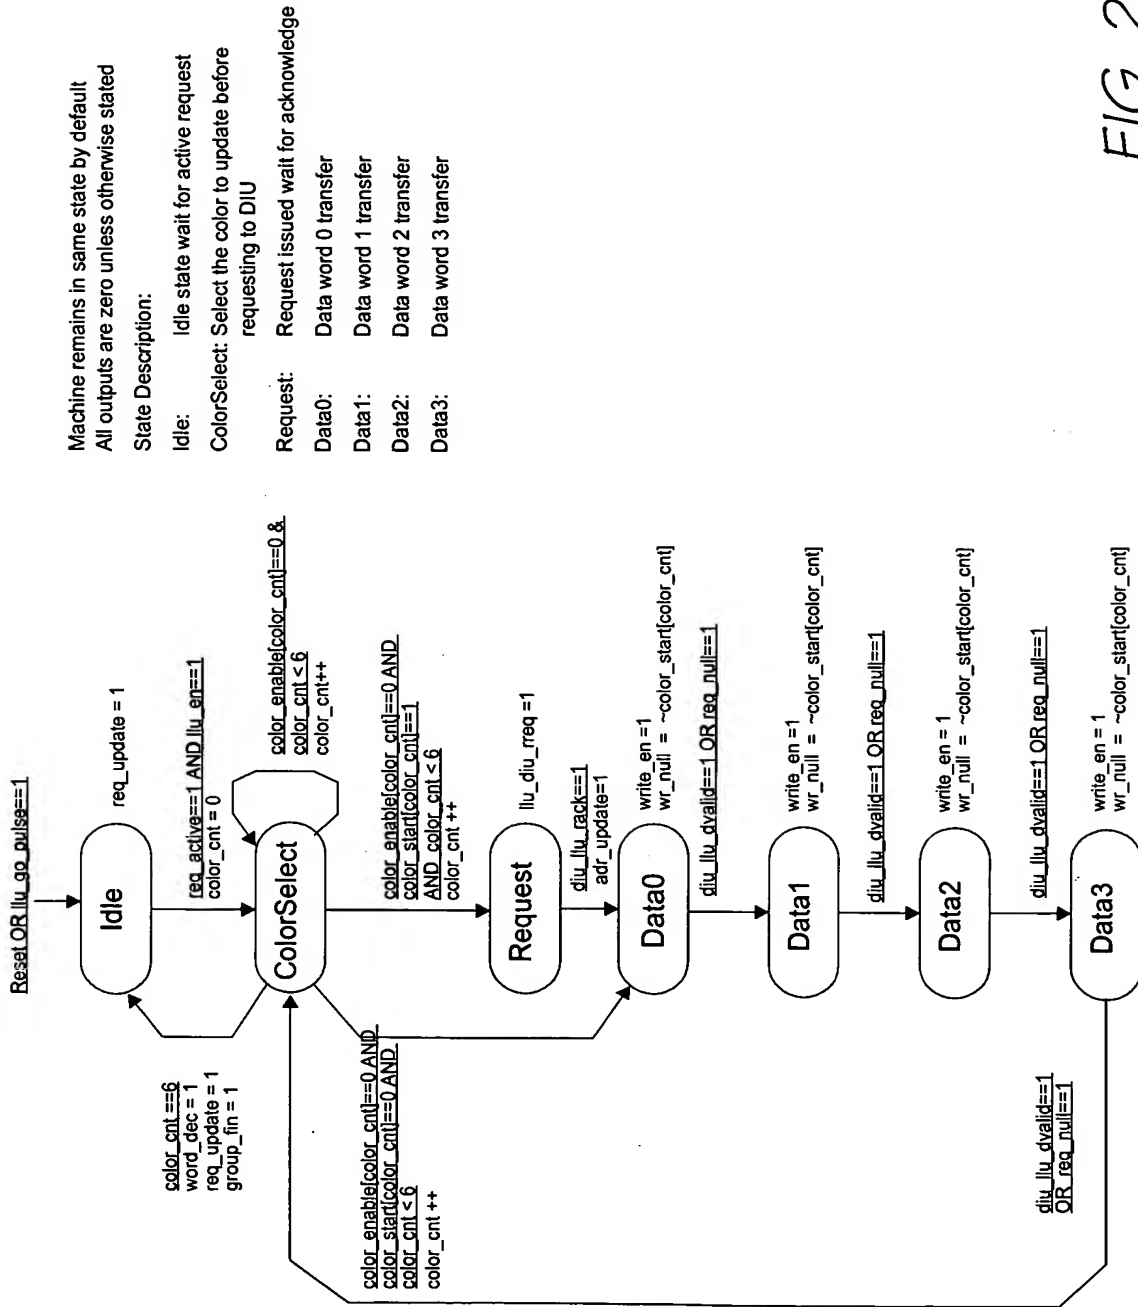 Machine remains in same state by default
All outputs are zero unless otherwise stated
State Description:
Idle: Idle state wait for active request
ColorSelect: Select the color to update before
requesting to DIU
Request: Request issued wait for acknowledge
Data0: Data word 0 transfer
Data1: Data word 1 transfer
Data2: Data word 2 transfer
Data3: Data word 3 transfer
Reset OR llu_go_pulse==1
Idle
req_update = 1
req_active==1 AND llu_en==1
color_cnt = 0
color_cnt ==6
word_dec = 1
req_update = 1
group_fin = 1
ColorSelect
color_enable[color_cnt]==0 &
color_cnt < 6
color_cnt++
color_enable[color_cnt]==0 AND
color_start[color_cnt]==1
AND color_cnt < 6
color_cnt ++
color_enable[color_cnt]==0 AND
color_start[color_cnt]==0 AND
color_cnt < 6
color_cnt ++
Request
llu_diu_rreq =1
diu_llu_rack==1
adr_update=1
Data0
write_en =1
wr_null = ~color_start[color_cnt]
diu_llu_dvalid==1 OR req_null==1
Data1
write_en =1
wr_null = ~color_start[color_cnt]
diu_llu_dvalid==1 OR req_null==1
Data2
write_en = 1
wr_null = ~color_start[color_cnt]
diu_llu_dvalid==1 OR req_null==1
Data3
write_en = 1
wr_null = ~color_start[color_cnt]
diu_llu_dvalid==1
OR req_null==1
FIG. 2